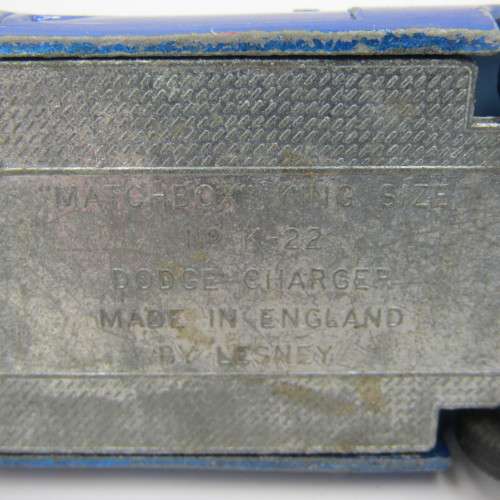 "MATCHBOX" KING SIZE
No K-22
DODGE CHARGER
MADE IN ENGLAND
BY LESNEY